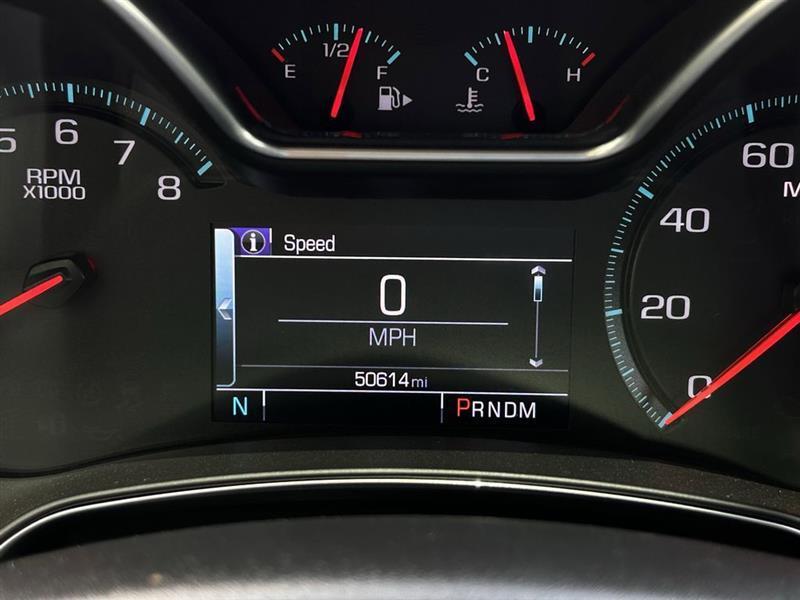 1/2
E F
C H
5 6 7 8
RPM
X1000
Speed
0
MPH
50614mi
N
PRNDM
60
40
20
0
M